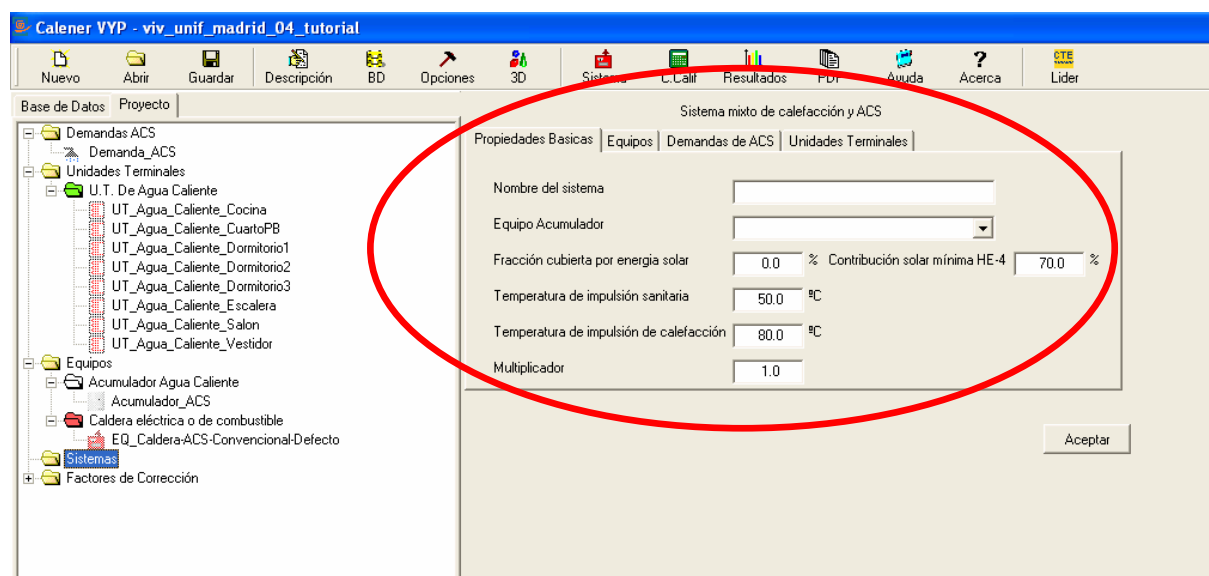 Calener VYP - viv_unif_madrid_04_tutorial
Nuevo Abrir Guardar Descripción BD Opciones 3D Sistema C.Calif Resultados PDF Ayuda Acerca CTE Lider
Base de Datos Proyecto
Demandas ACS
Demanda_ACS
Unidades Terminales
U.T. De Agua Caliente
UT_Agua_Caliente_Cocina
UT_Agua_Caliente_CuartoPB
UT_Agua_Caliente_Dormitorio1
UT_Agua_Caliente_Dormitorio2
UT_Agua_Caliente_Dormitorio3
UT_Agua_Caliente_Escalera
UT_Agua_Caliente_Salon
UT_Agua_Caliente_Vestidor
Equipos
Acumulador Agua Caliente
Acumulador_ACS
Caldera eléctrica o de combustible
EQ_Caldera-ACS-Convencional-Defecto
Sistemas
Factores de Corrección
Sistema mixto de calefacción y ACS
Propiedades Basicas Equipos Demandas de ACS Unidades Terminales
Nombre del sistema
Equipo Acumulador
Fracción cubierta por energia solar 0.0 % Contribución solar mínima HE-4 70.0 %
Temperatura de impulsión sanitaria 50.0 ºC
Temperatura de impulsión de calefacción 80.0 ºC
Multiplicador 1.0
Aceptar